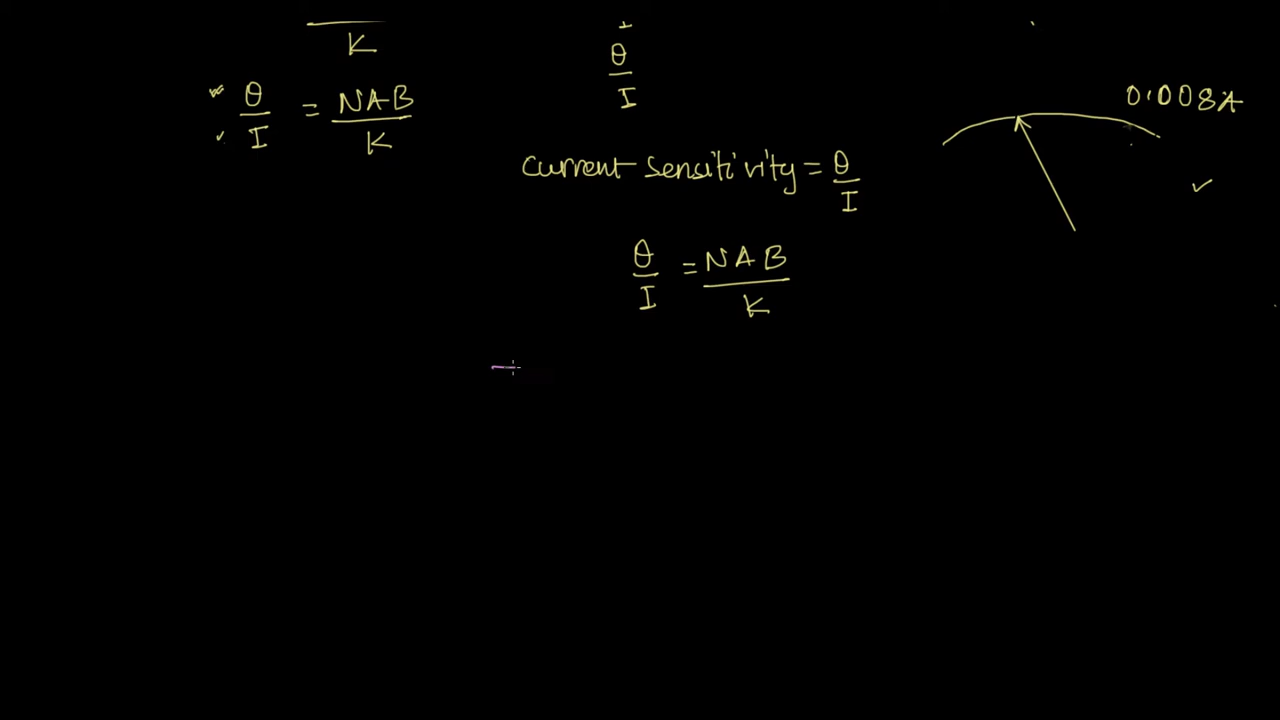 K
θ/I = NAB/K
θ/I
0.008A
current sensitivity = θ/I
θ/I = NAB/K